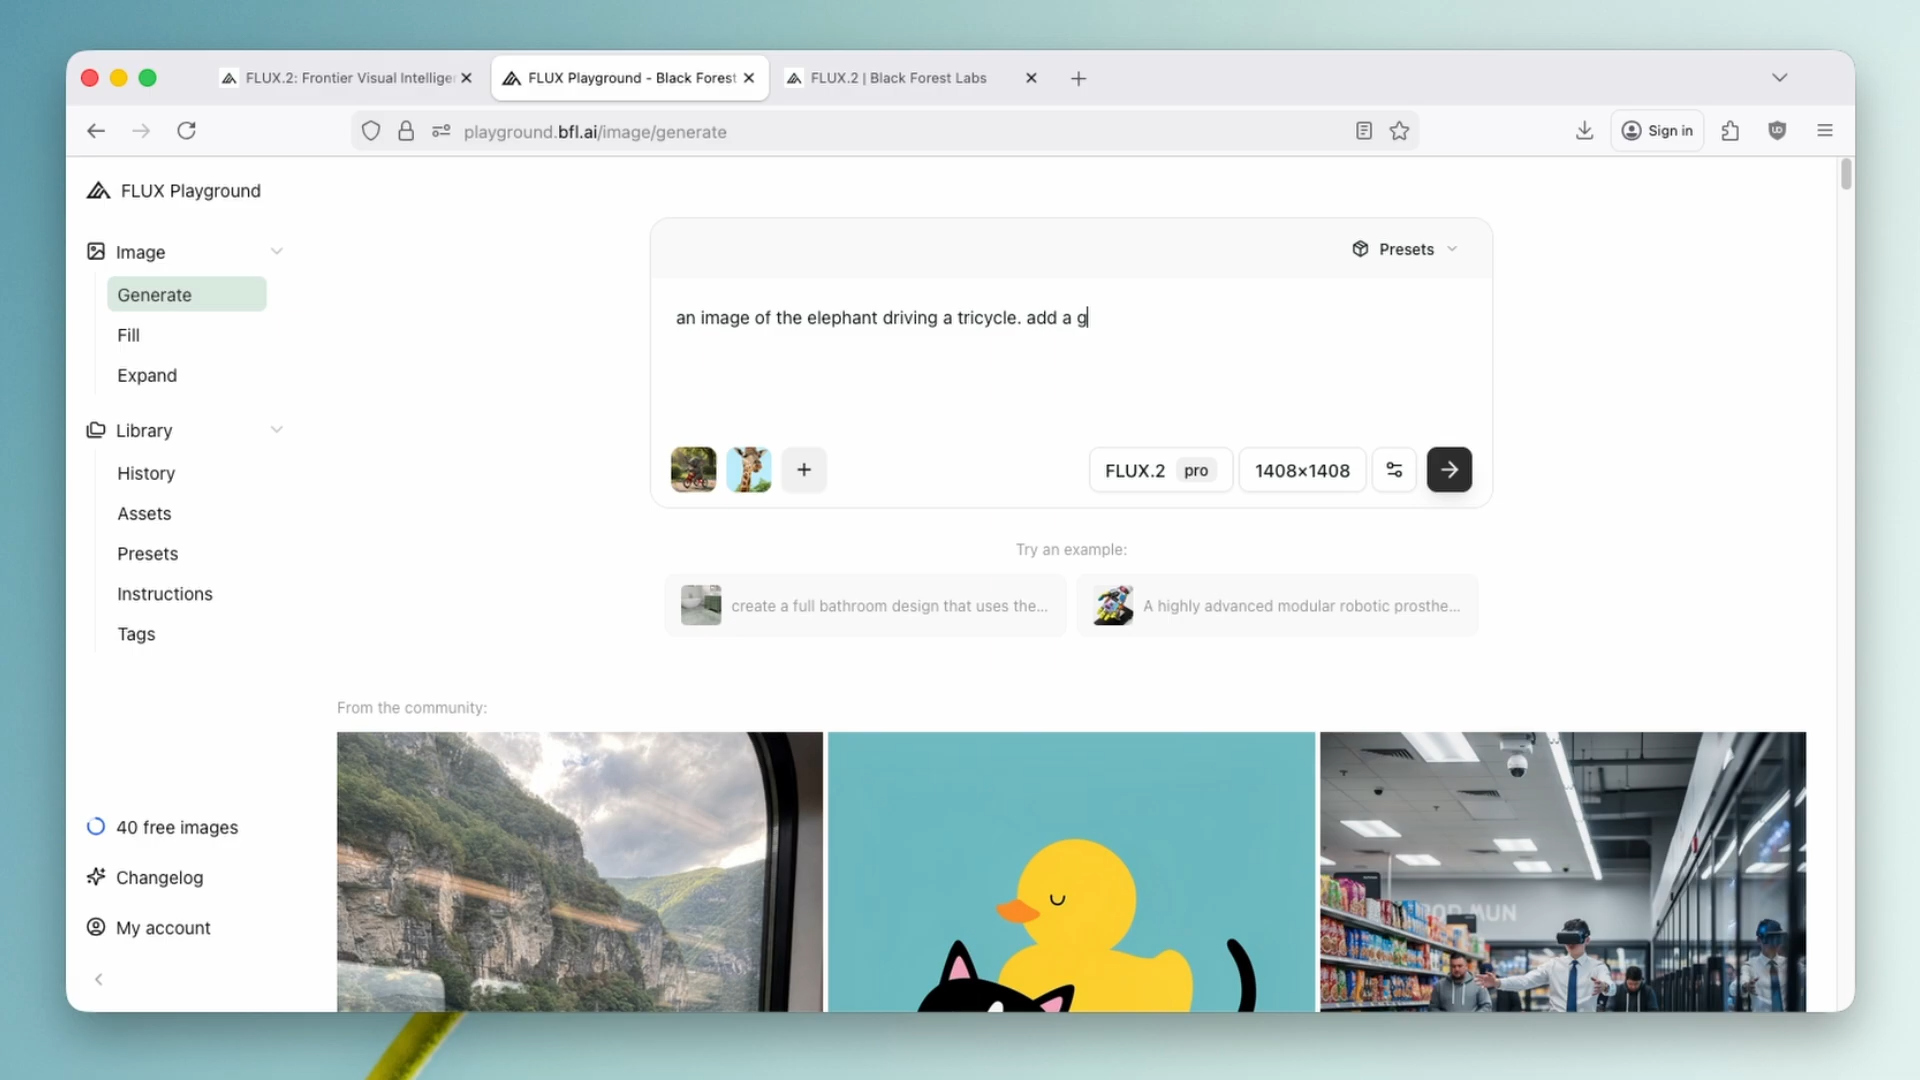 FLUX.2: Frontier Visual Intellige
FLUX Playground - Black Forest
FLUX.2 | Black Forest Labs
playground.bfl.ai/image/generate
Sign in
FLUX Playground
Image
Generate
Fill
Expand
Library
History
Assets
Presets
Instructions
Tags
40 free images
Changelog
My account
Presets
an image of the elephant driving a tricycle. add a g
FLUX.2 pro
1408×1408
Try an example:
create a full bathroom design that uses the...
A highly advanced modular robotic prosthe...
From the community: